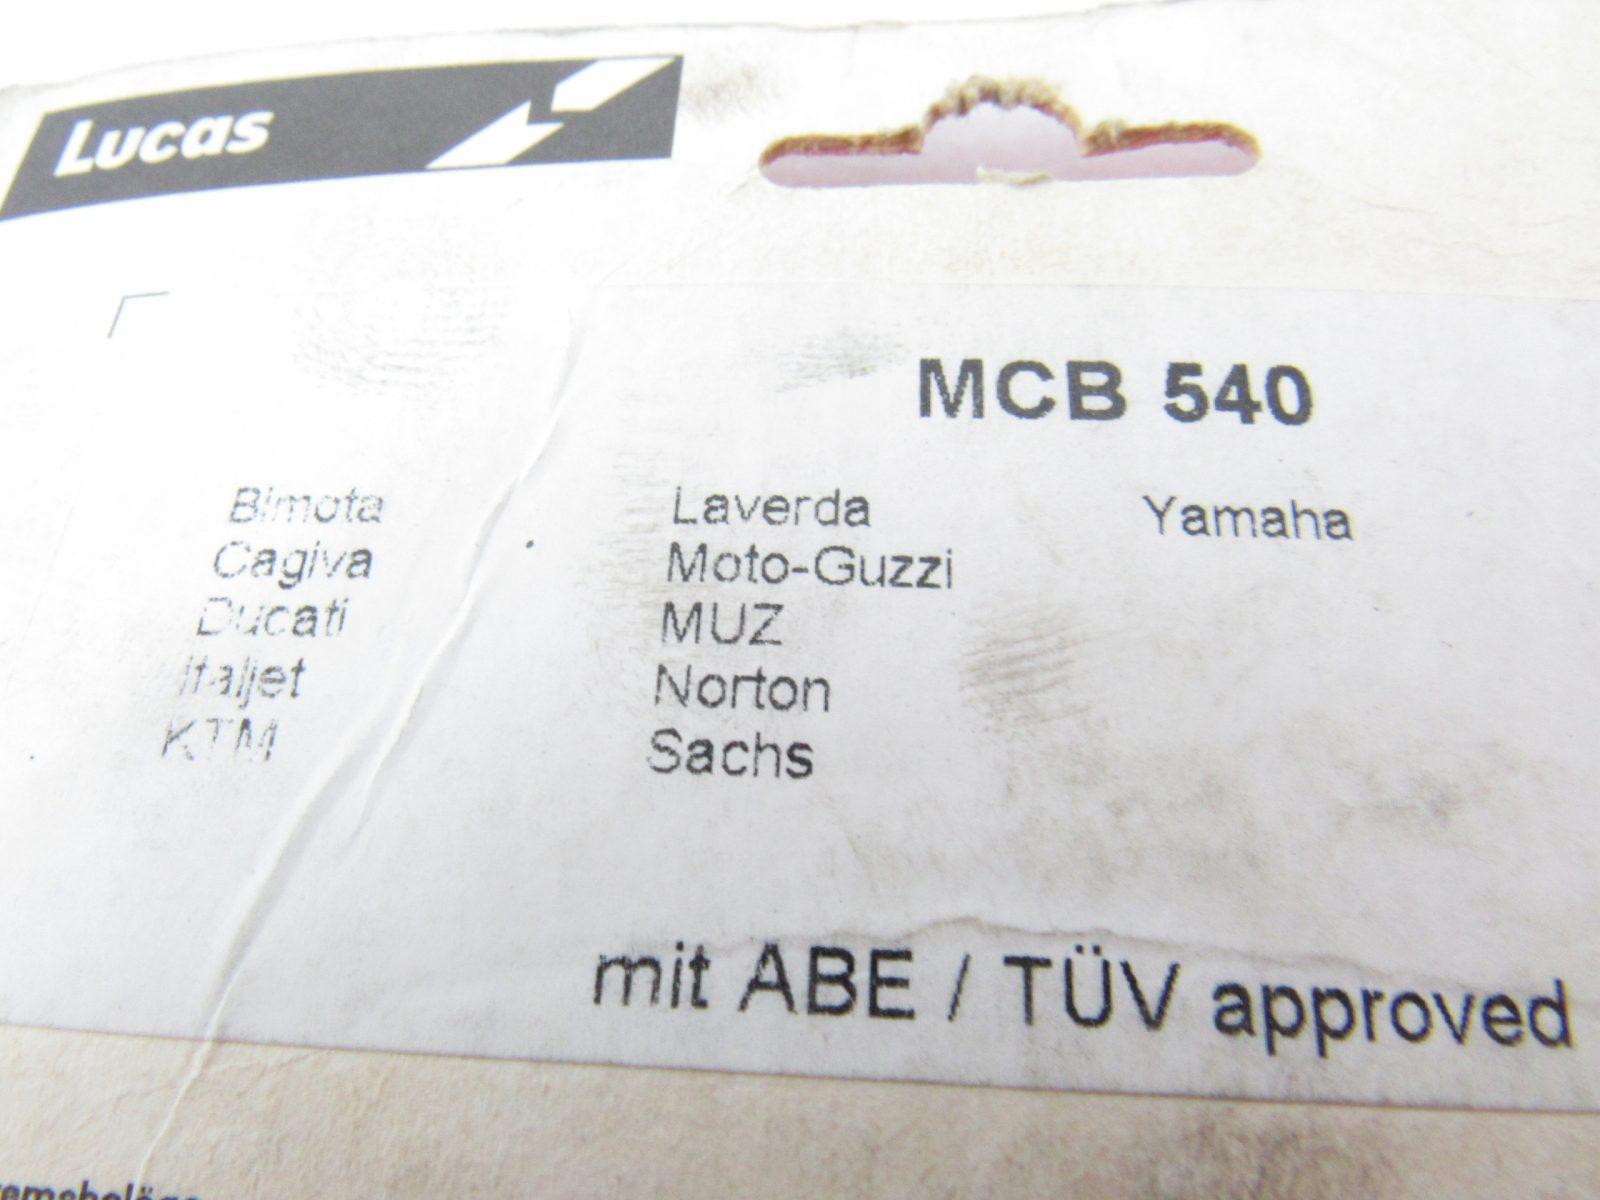 Lucas
MCB 540
Bimota
Cagiva
Ducati
Italjet
KTM
Laverda
Moto-Guzzi
MUZ
Norton
Sachs
Yamaha
mit ABE / TÜV approved